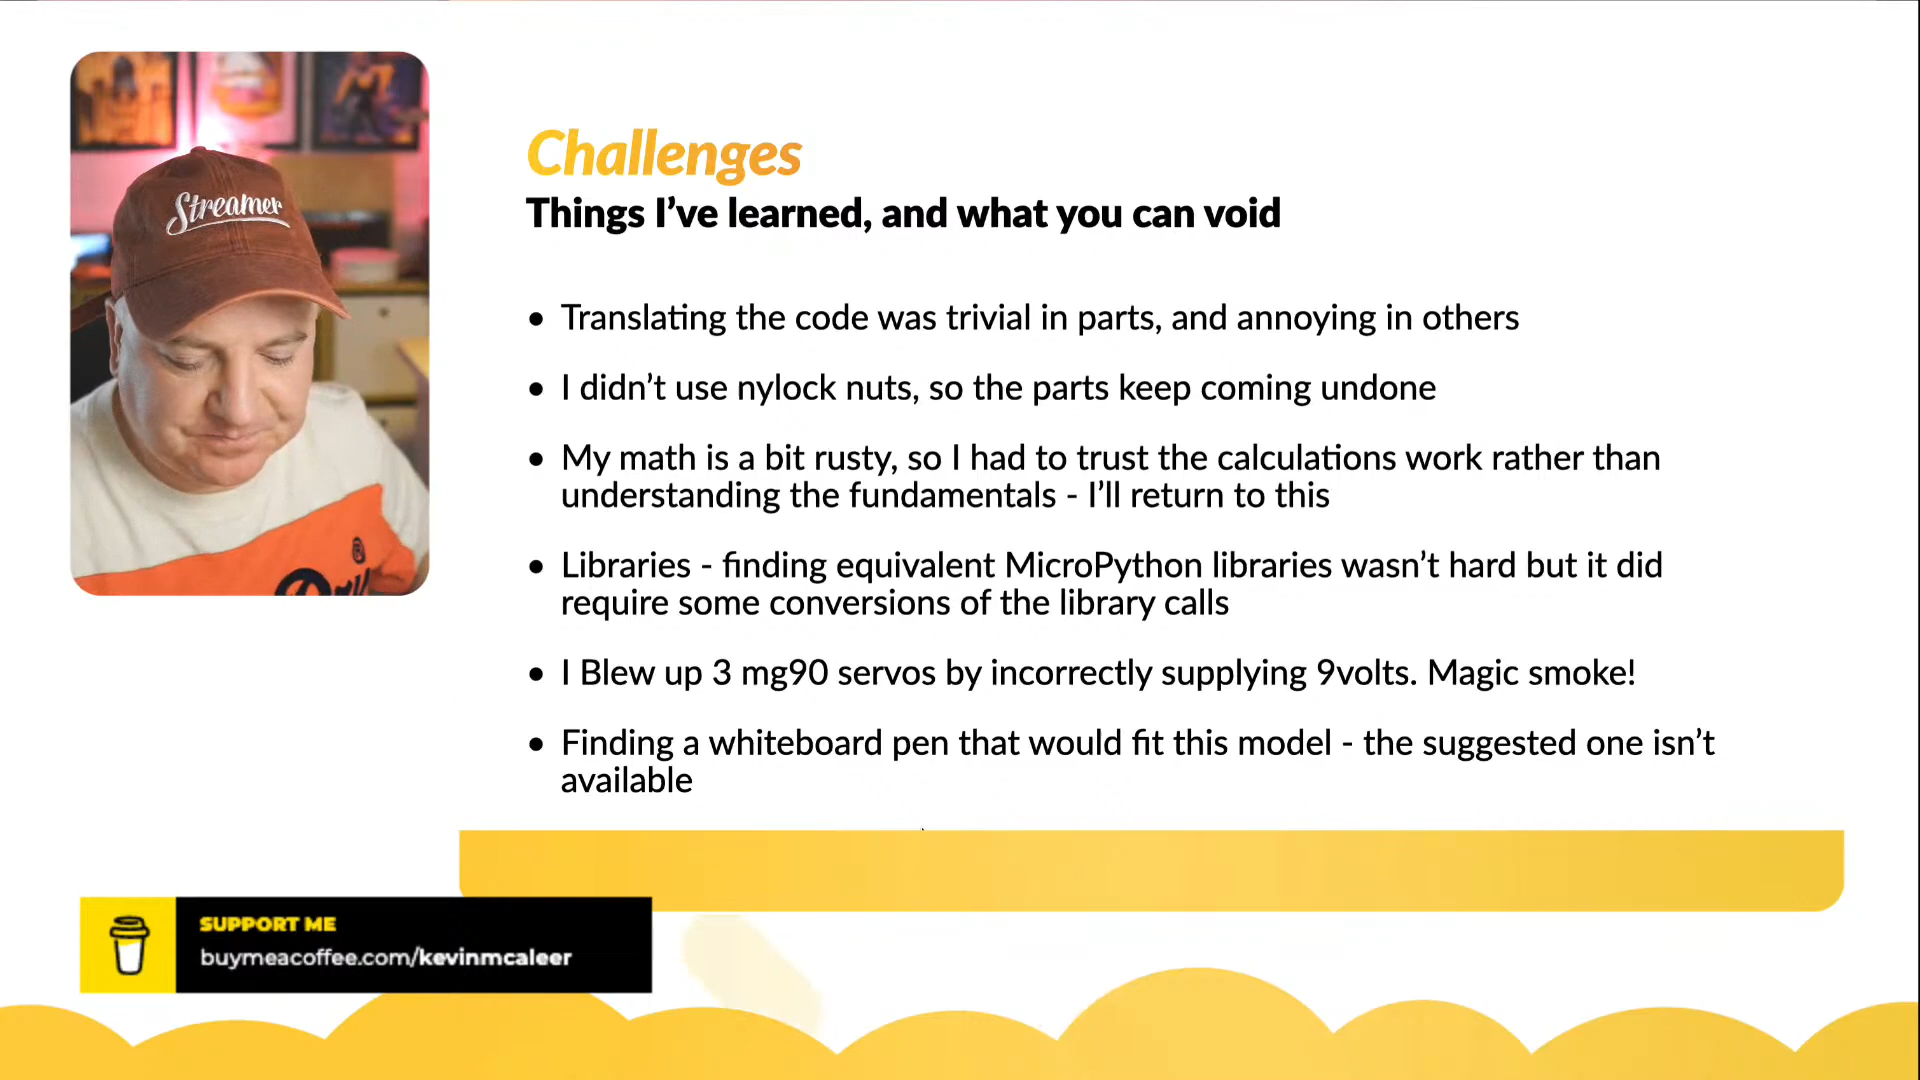 Streamer
Challenges
Things I’ve learned, and what you can void
• Translating the code was trivial in parts, and annoying in others
• I didn’t use nylock nuts, so the parts keep coming undone
• My math is a bit rusty, so I had to trust the calculations work rather than
understanding the fundamentals - I’ll return to this
• Libraries - finding equivalent MicroPython libraries wasn’t hard but it did
require some conversions of the library calls
• I Blew up 3 mg90 servos by incorrectly supplying 9volts. Magic smoke!
• Finding a whiteboard pen that would fit this model - the suggested one isn’t
available
SUPPORT ME
buymeacoffee.com/kevinmcaleer